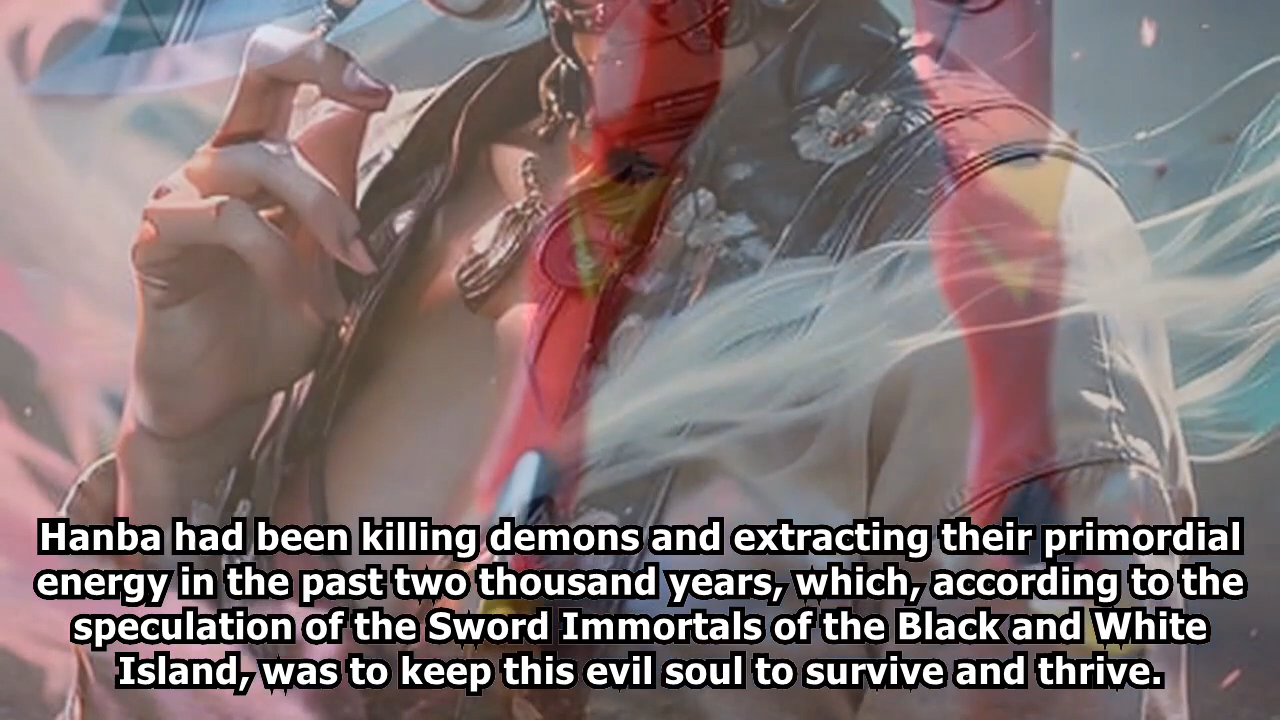 Hanba had been killing demons and extracting their primordial
energy in the past two thousand years, which, according to the
speculation of the Sword Immortals of the Black and White
Island, was to keep this evil soul to survive and thrive.